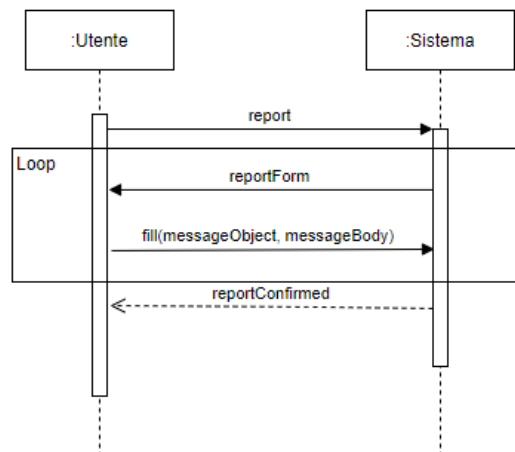 :Utente
:Sistema
report
Loop
reportForm
fill(messageObject, messageBody)
reportConfirmed